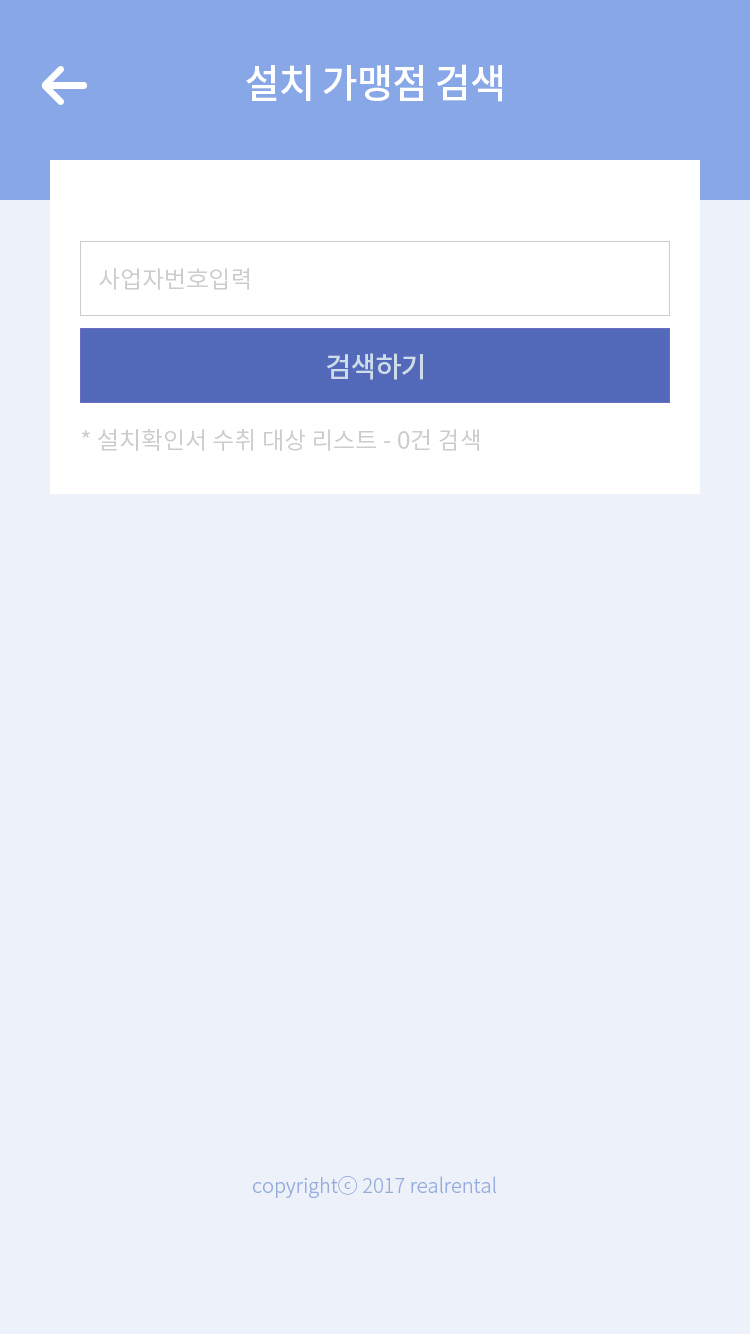 설치 가맹점 검색
사업자번호입력
검색하기
* 설치확인서 수취 대상 리스트 - 0건 검색
copyrightⓒ 2017 realrental